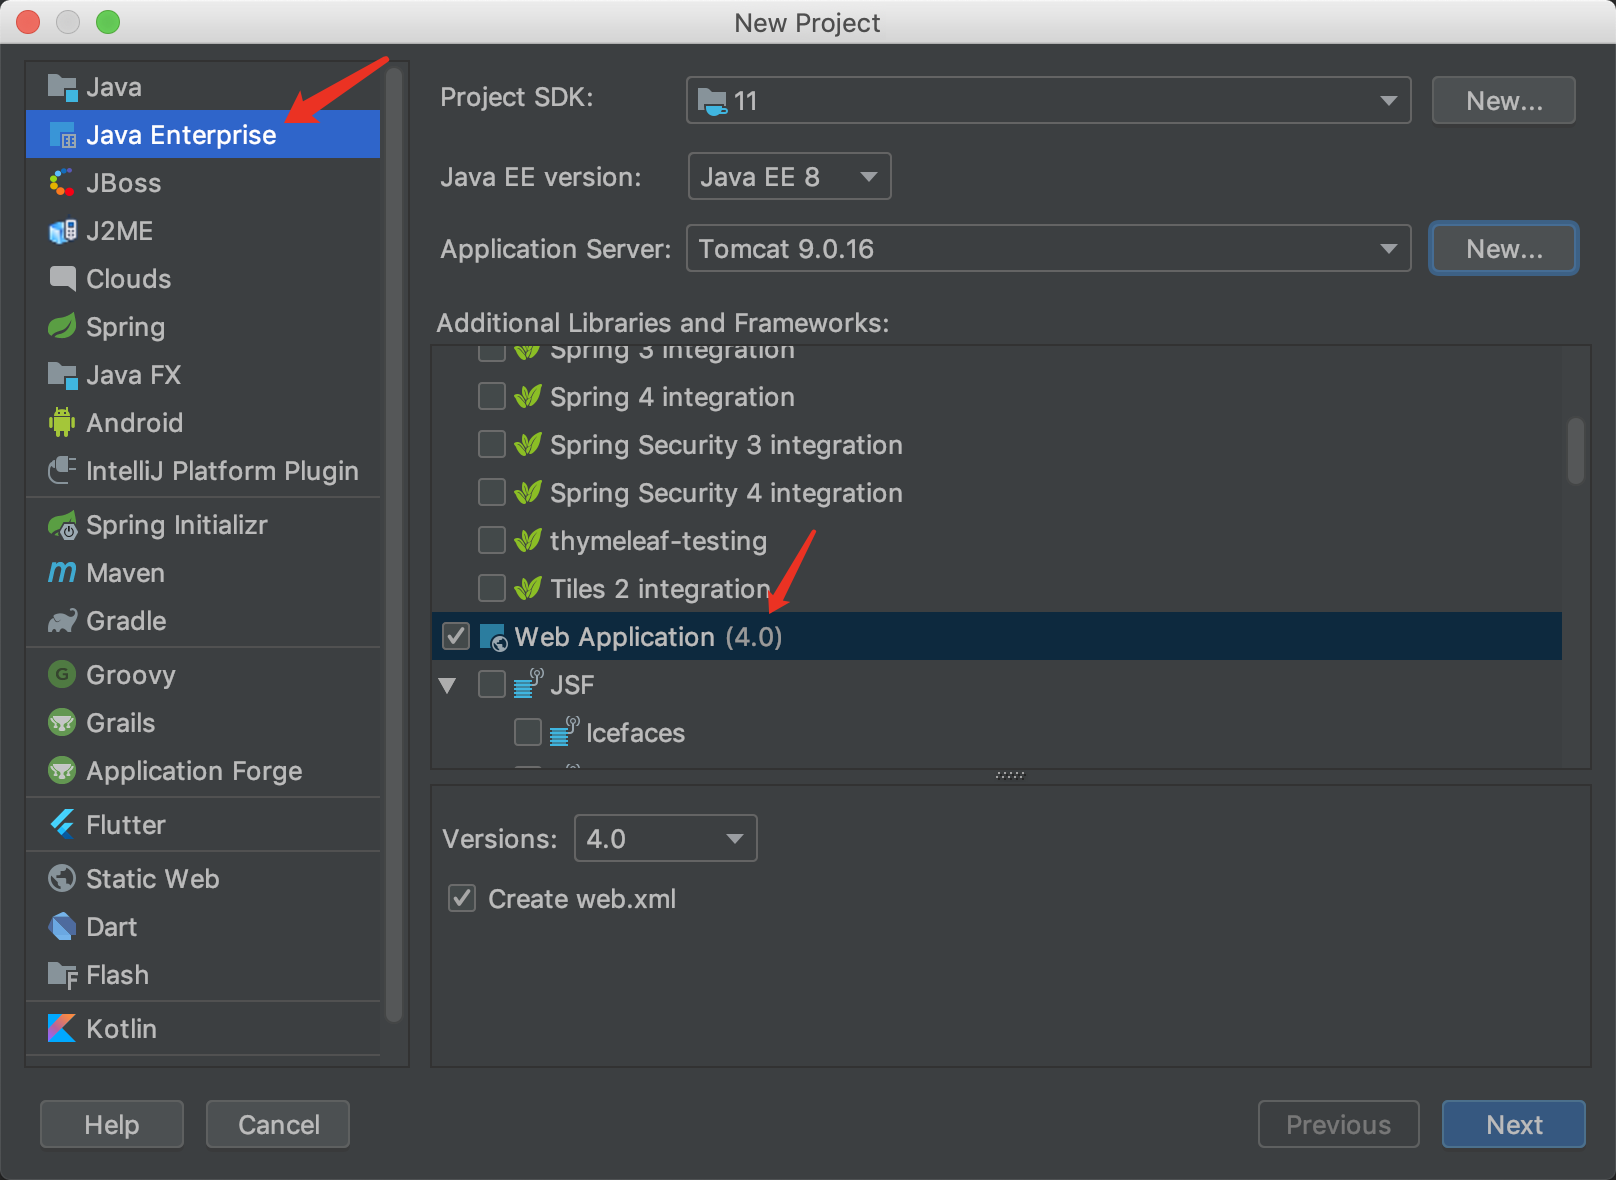 New Project
Java
Java Enterprise
JBoss
J2ME
Clouds
Spring
Java FX
Android
IntelliJ Platform Plugin
Spring Initializr
Maven
Gradle
Groovy
Grails
Application Forge
Flutter
Static Web
Dart
Flash
Kotlin
Project SDK: 11 New...
Java EE version: Java EE 8
Application Server: Tomcat 9.0.16 New...
Additional Libraries and Frameworks:
Spring 3 integration
Spring 4 integration
Spring Security 3 integration
Spring Security 4 integration
thymeleaf-testing
Tiles 2 integration
Web Application (4.0)
JSF
Icefaces
Versions: 4.0
Create web.xml
Help Cancel Previous Next